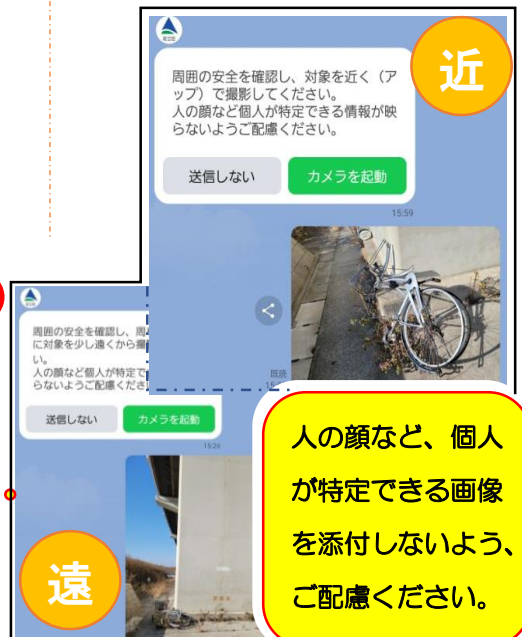 近
周囲の安全を確認し、対象を近く（ア
ップ）で撮影してください。
人の顔など個人が特定できる情報が映
らないようご配慮ください。
送信しない
カメラを起動
15:59
既読
周囲の安全を確認し、周
に対象を少し遠くから撮
い。
人の顔など個人が特定で
らないようご配慮くださ
送信しない
カメラを起動
遠
人の顔など、個人
が特定できる画像
を添付しないよう、
ご配慮ください。